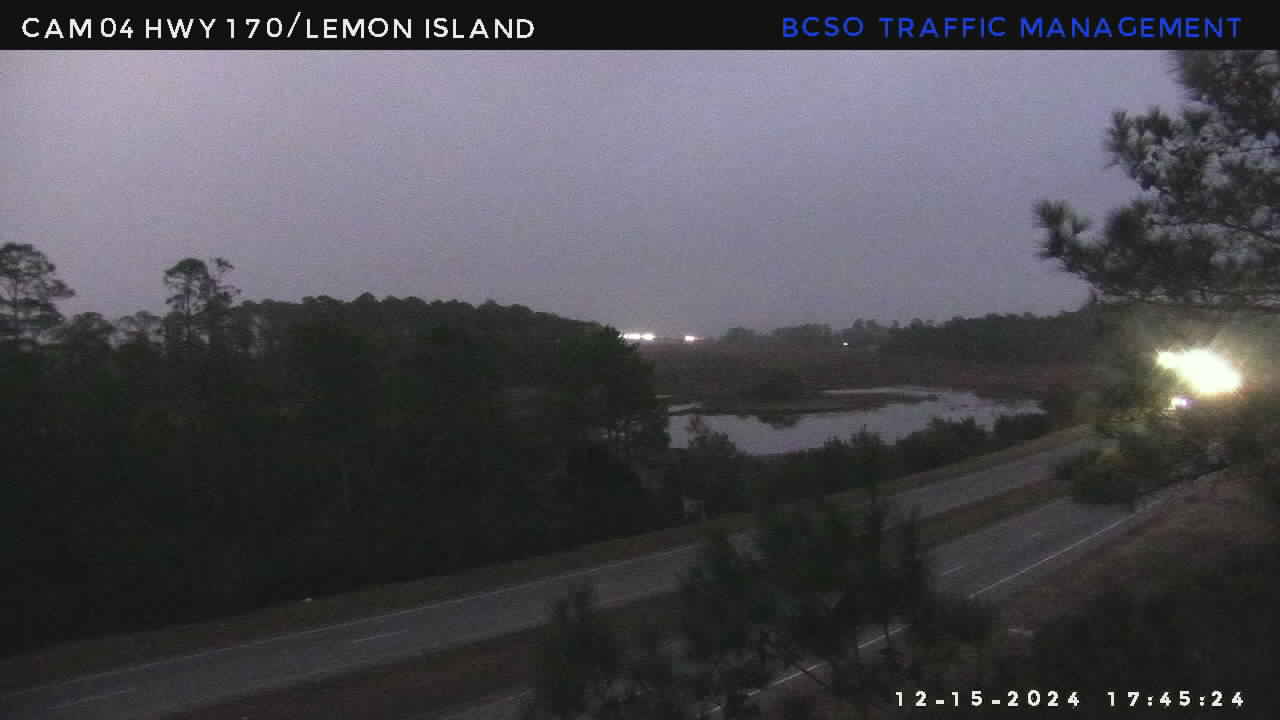 CAM04 HWY 170/LEMON ISLAND
BCSO TRAFFIC MANAGEMENT
12-15-2024 17:45:24